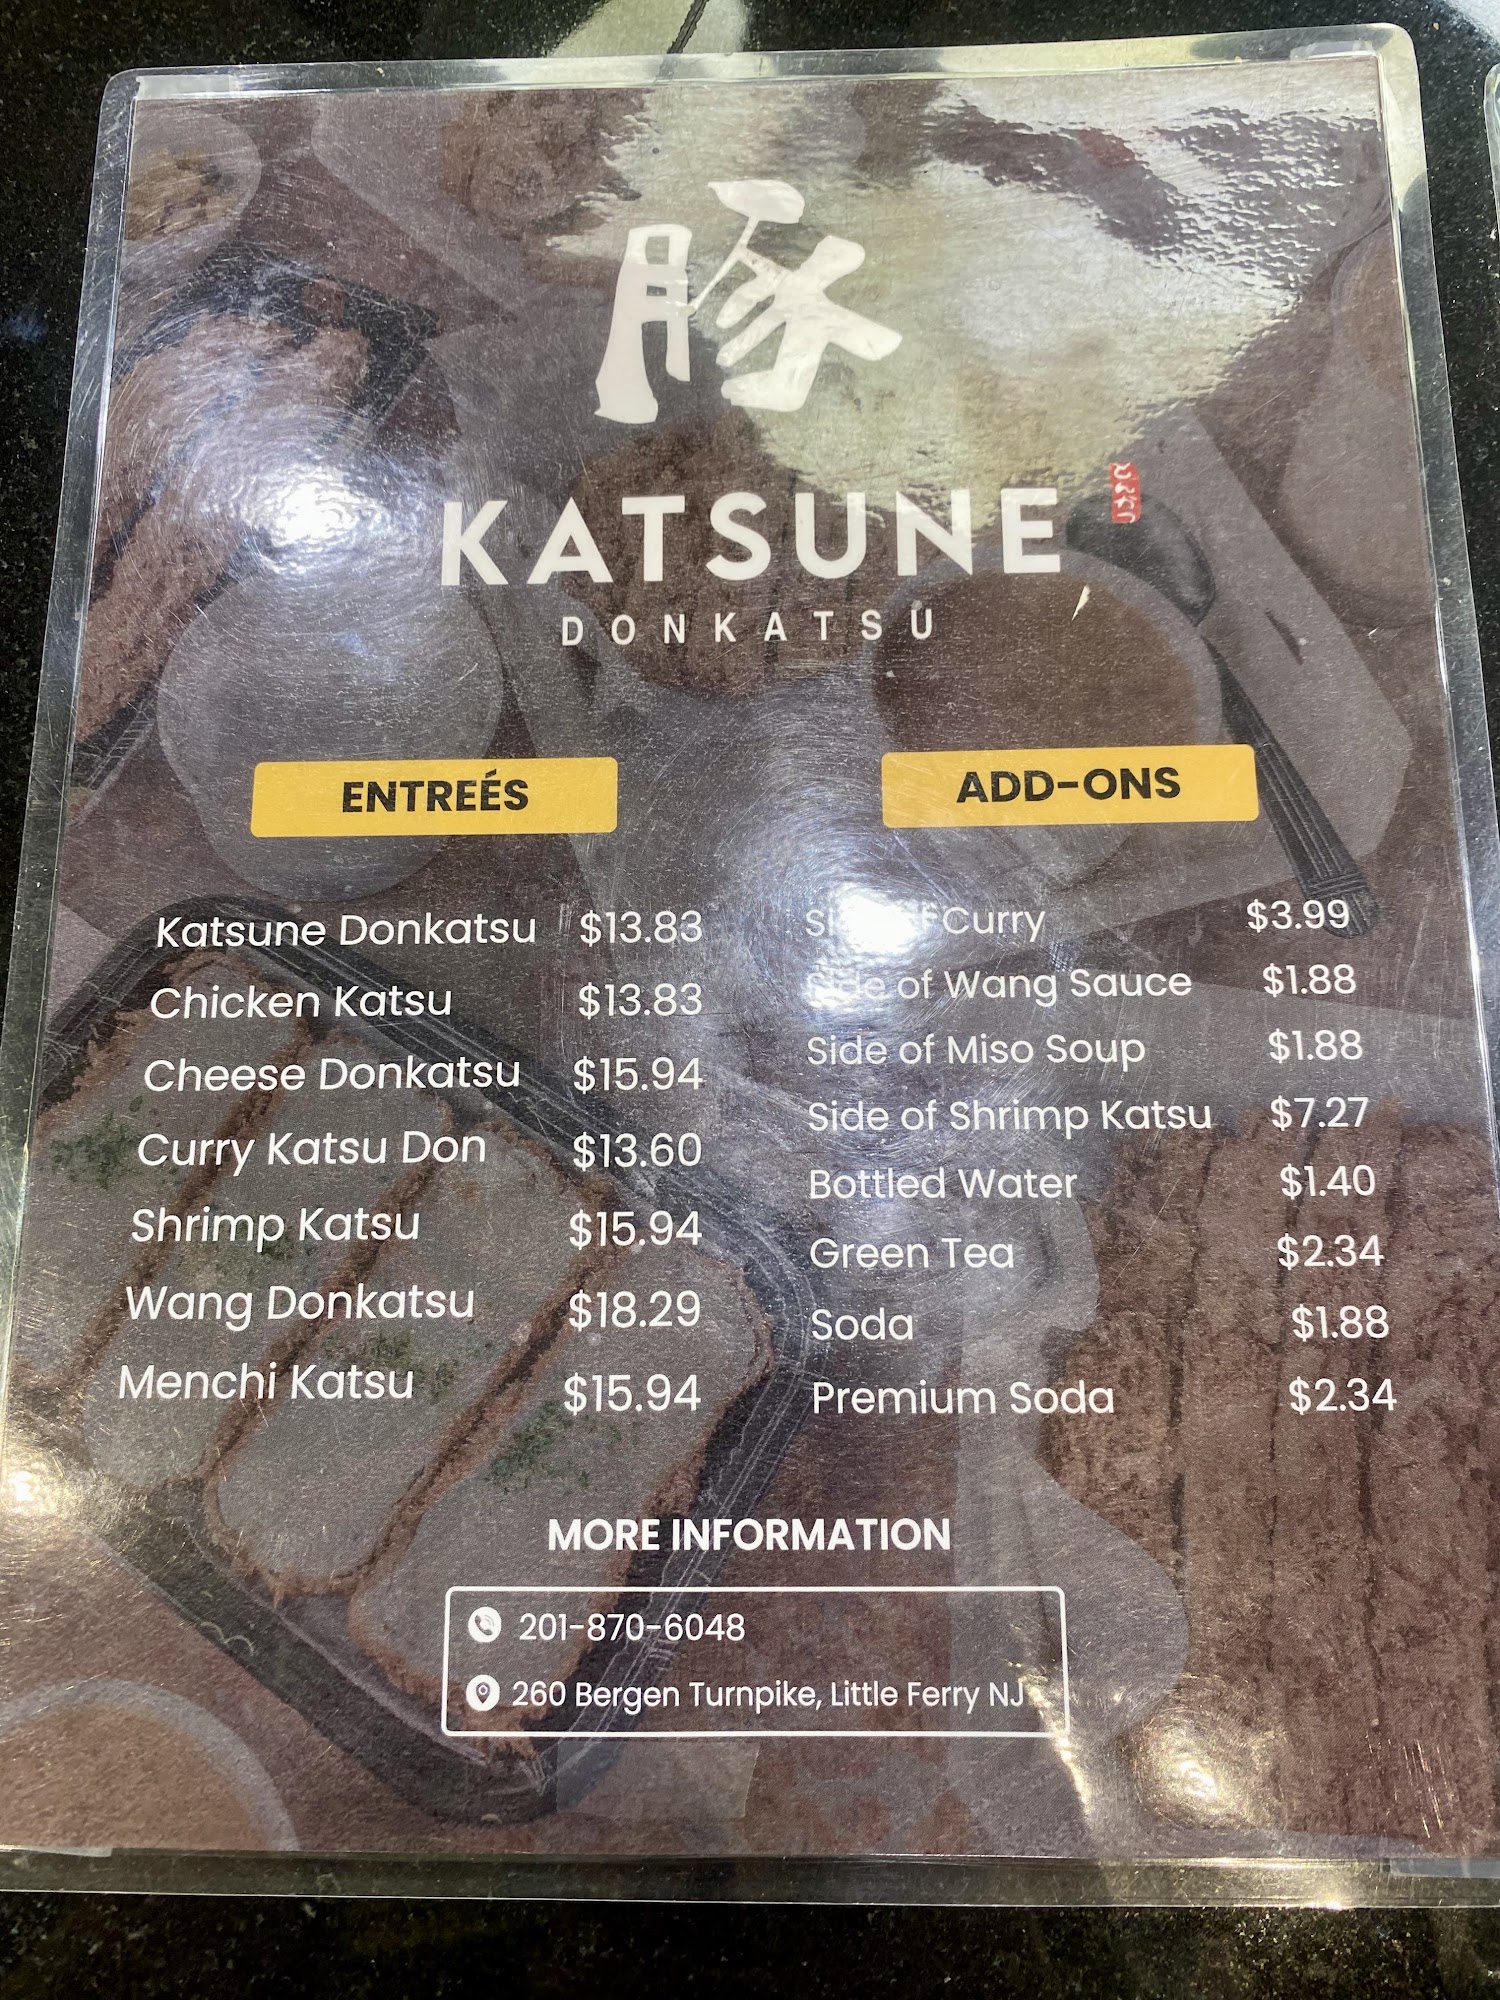 豚
KATSUNE
DONKATSU
ENTREÉS
Katsune Donkatsu $13.83
Chicken Katsu $13.83
Cheese Donkatsu $15.94
Curry Katsu Don $13.60
Shrimp Katsu $15.94
Wang Donkatsu $18.29
Menchi Katsu $15.94
ADD-ONS
Side of Curry $3.99
Side of Wang Sauce $1.88
Side of Miso Soup $1.88
Side of Shrimp Katsu $7.27
Bottled Water $1.40
Green Tea $2.34
Soda $1.88
Premium Soda $2.34
MORE INFORMATION
201-870-6048
260 Bergen Turnpike, Little Ferry NJ